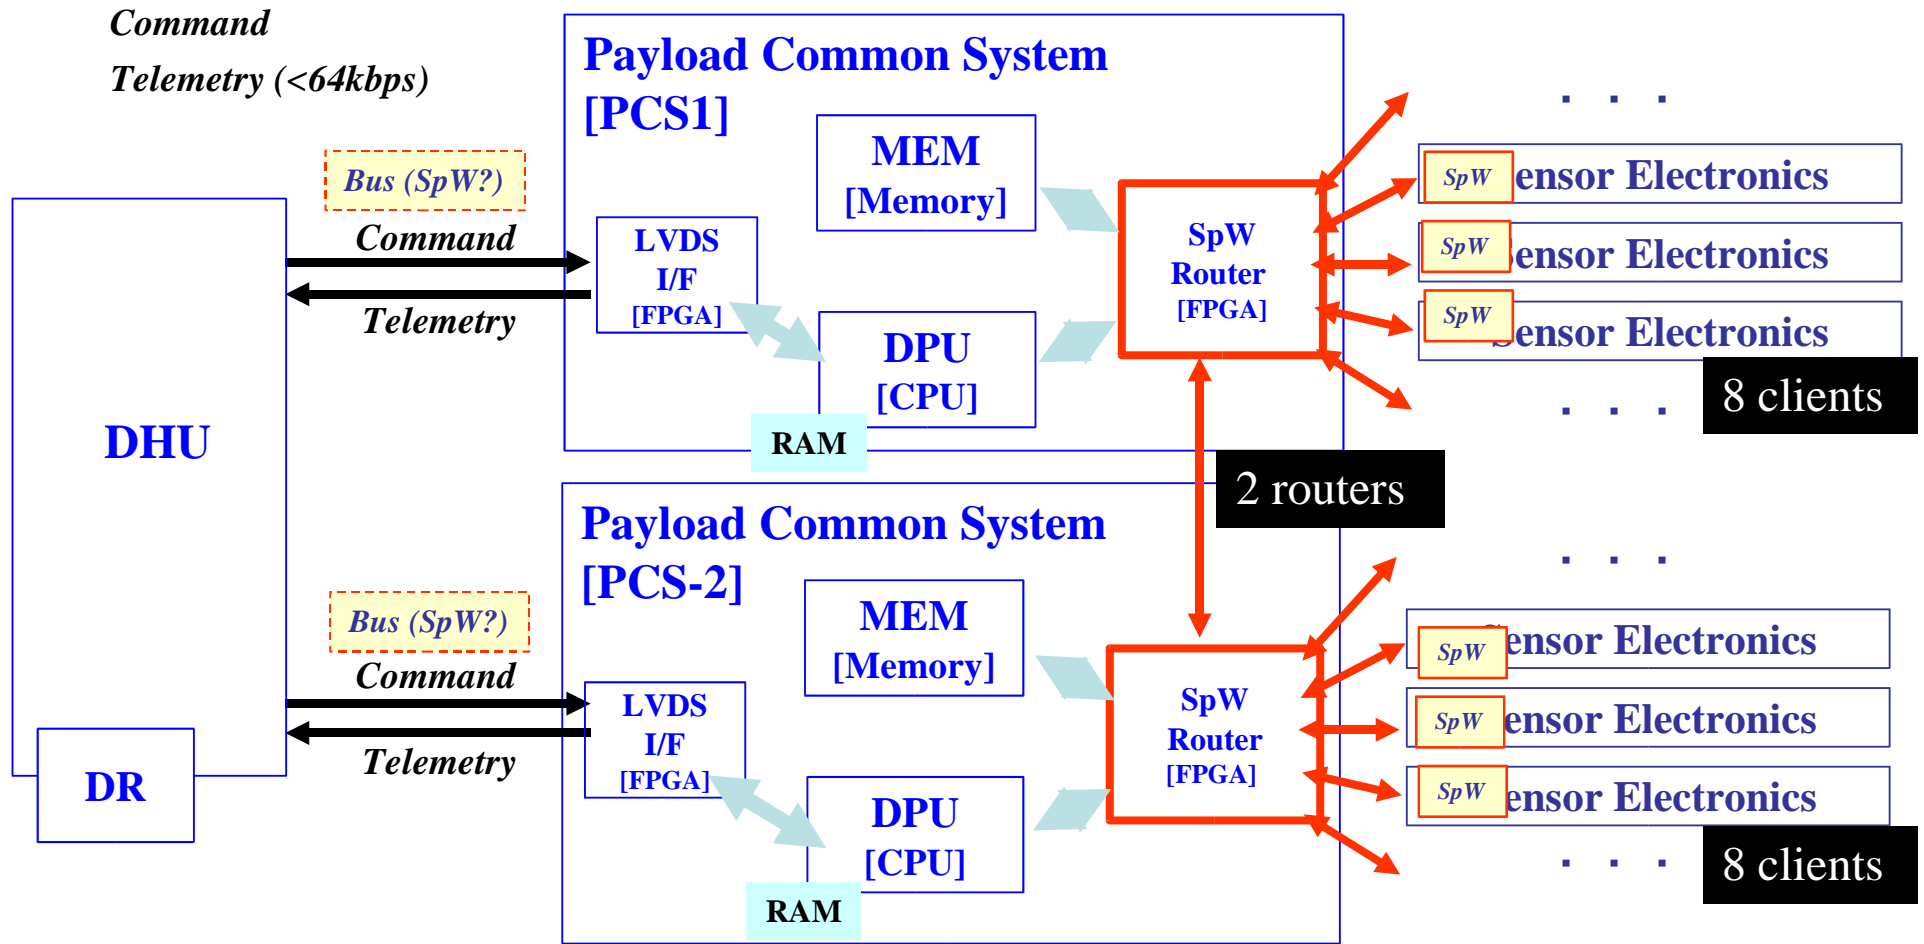 Command
Telemetry (<64kbps)
Payload Common System
[PCS1]
MEM
[Memory]
Bus (SpW?)
Command
Telemetry
LVDS
I/F
[FPGA]
DPU
[CPU]
RAM
SpW
Router
[FPGA]
. . .
SpW
ensor Electronics
SpW
Sensor Electronics
SpW
Sensor Electronics
. . .
8 clients
DHU
DR
2 routers
Payload Common System
[PCS-2]
MEM
[Memory]
Bus (SpW?)
Command
Telemetry
LVDS
I/F
[FPGA]
DPU
[CPU]
RAM
SpW
Router
[FPGA]
. . .
SpW
Sensor Electronics
SpW
ensor Electronics
SpW
ensor Electronics
. . .
8 clients